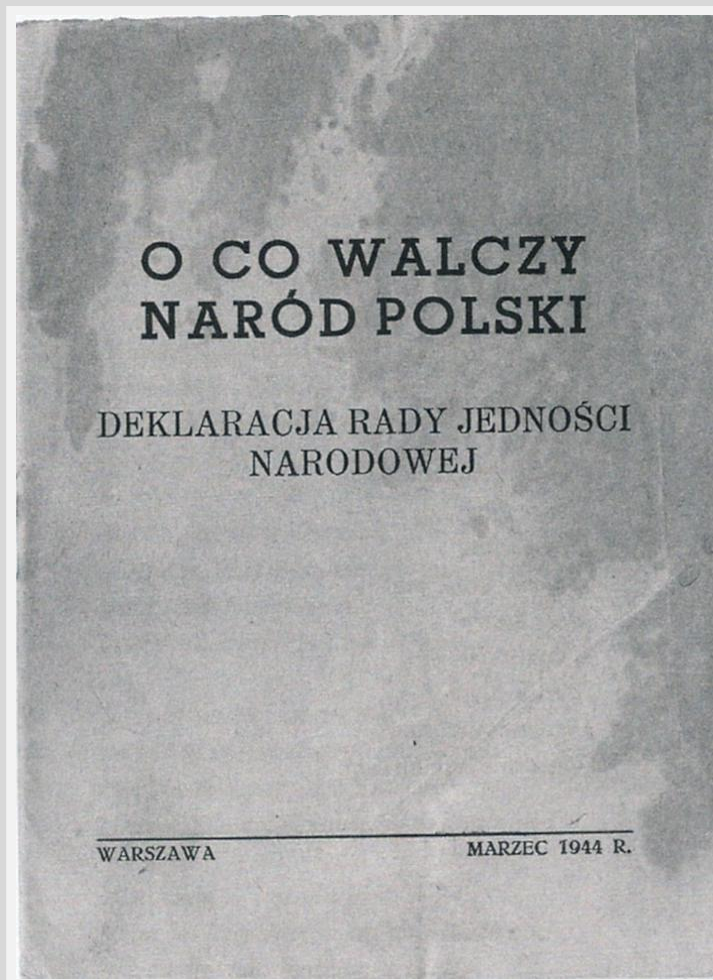 O CO WALCZY
NARÓD POLSKI
DEKLARACJA RADY JEDNOŚCI
NARODOWEJ
WARSZAWA
MARZEC 1944 R.